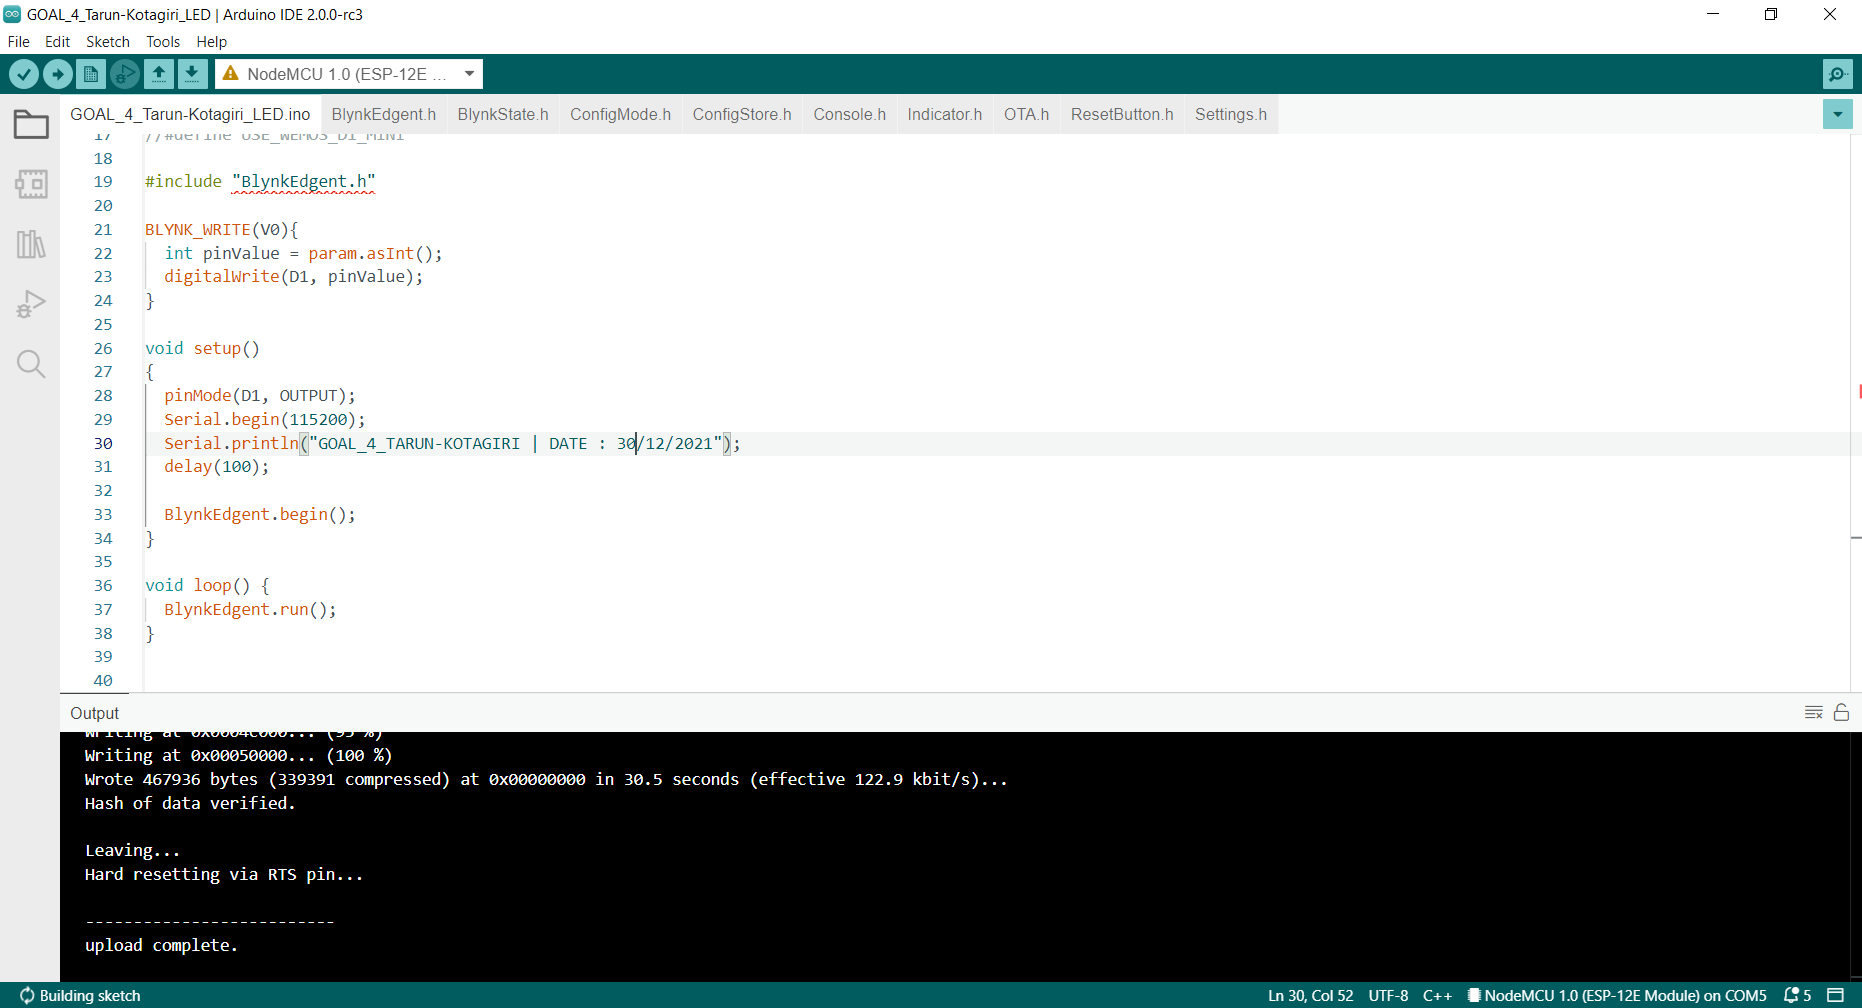 GOAL_4_Tarun-Kotagiri_LED | Arduino IDE 2.0.0-rc3
File Edit Sketch Tools Help
NodeMCU 1.0 (ESP-12E ...
GOAL_4_Tarun-Kotagiri_LED.ino BlynkEdgent.h BlynkState.h ConfigMode.h ConfigStore.h Console.h Indicator.h OTA.h ResetButton.h Settings.h
17 //#define USE_WEMOS_D1_MINI
18
19 #include "BlynkEdgent.h"
20
21 BLYNK_WRITE(V0){
22 int pinValue = param.asInt();
23 digitalWrite(D1, pinValue);
24 }
25
26 void setup()
27 {
28 pinMode(D1, OUTPUT);
29 Serial.begin(115200);
30 Serial.println("GOAL_4_TARUN-KOTAGIRI | DATE : 30/12/2021");
31 delay(100);
32
33 BlynkEdgent.begin();
34 }
35
36 void loop() {
37 BlynkEdgent.run();
38 }
39
40
Output
Writing at 0x0004c000... (95 %)
Writing at 0x00050000... (100 %)
Wrote 467936 bytes (339391 compressed) at 0x00000000 in 30.5 seconds (effective 122.9 kbit/s)...
Hash of data verified.
Leaving...
Hard resetting via RTS pin...
--------------------------
upload complete.
Building sketch Ln 30, Col 52 UTF-8 C++ NodeMCU 1.0 (ESP-12E Module) on COM5 5